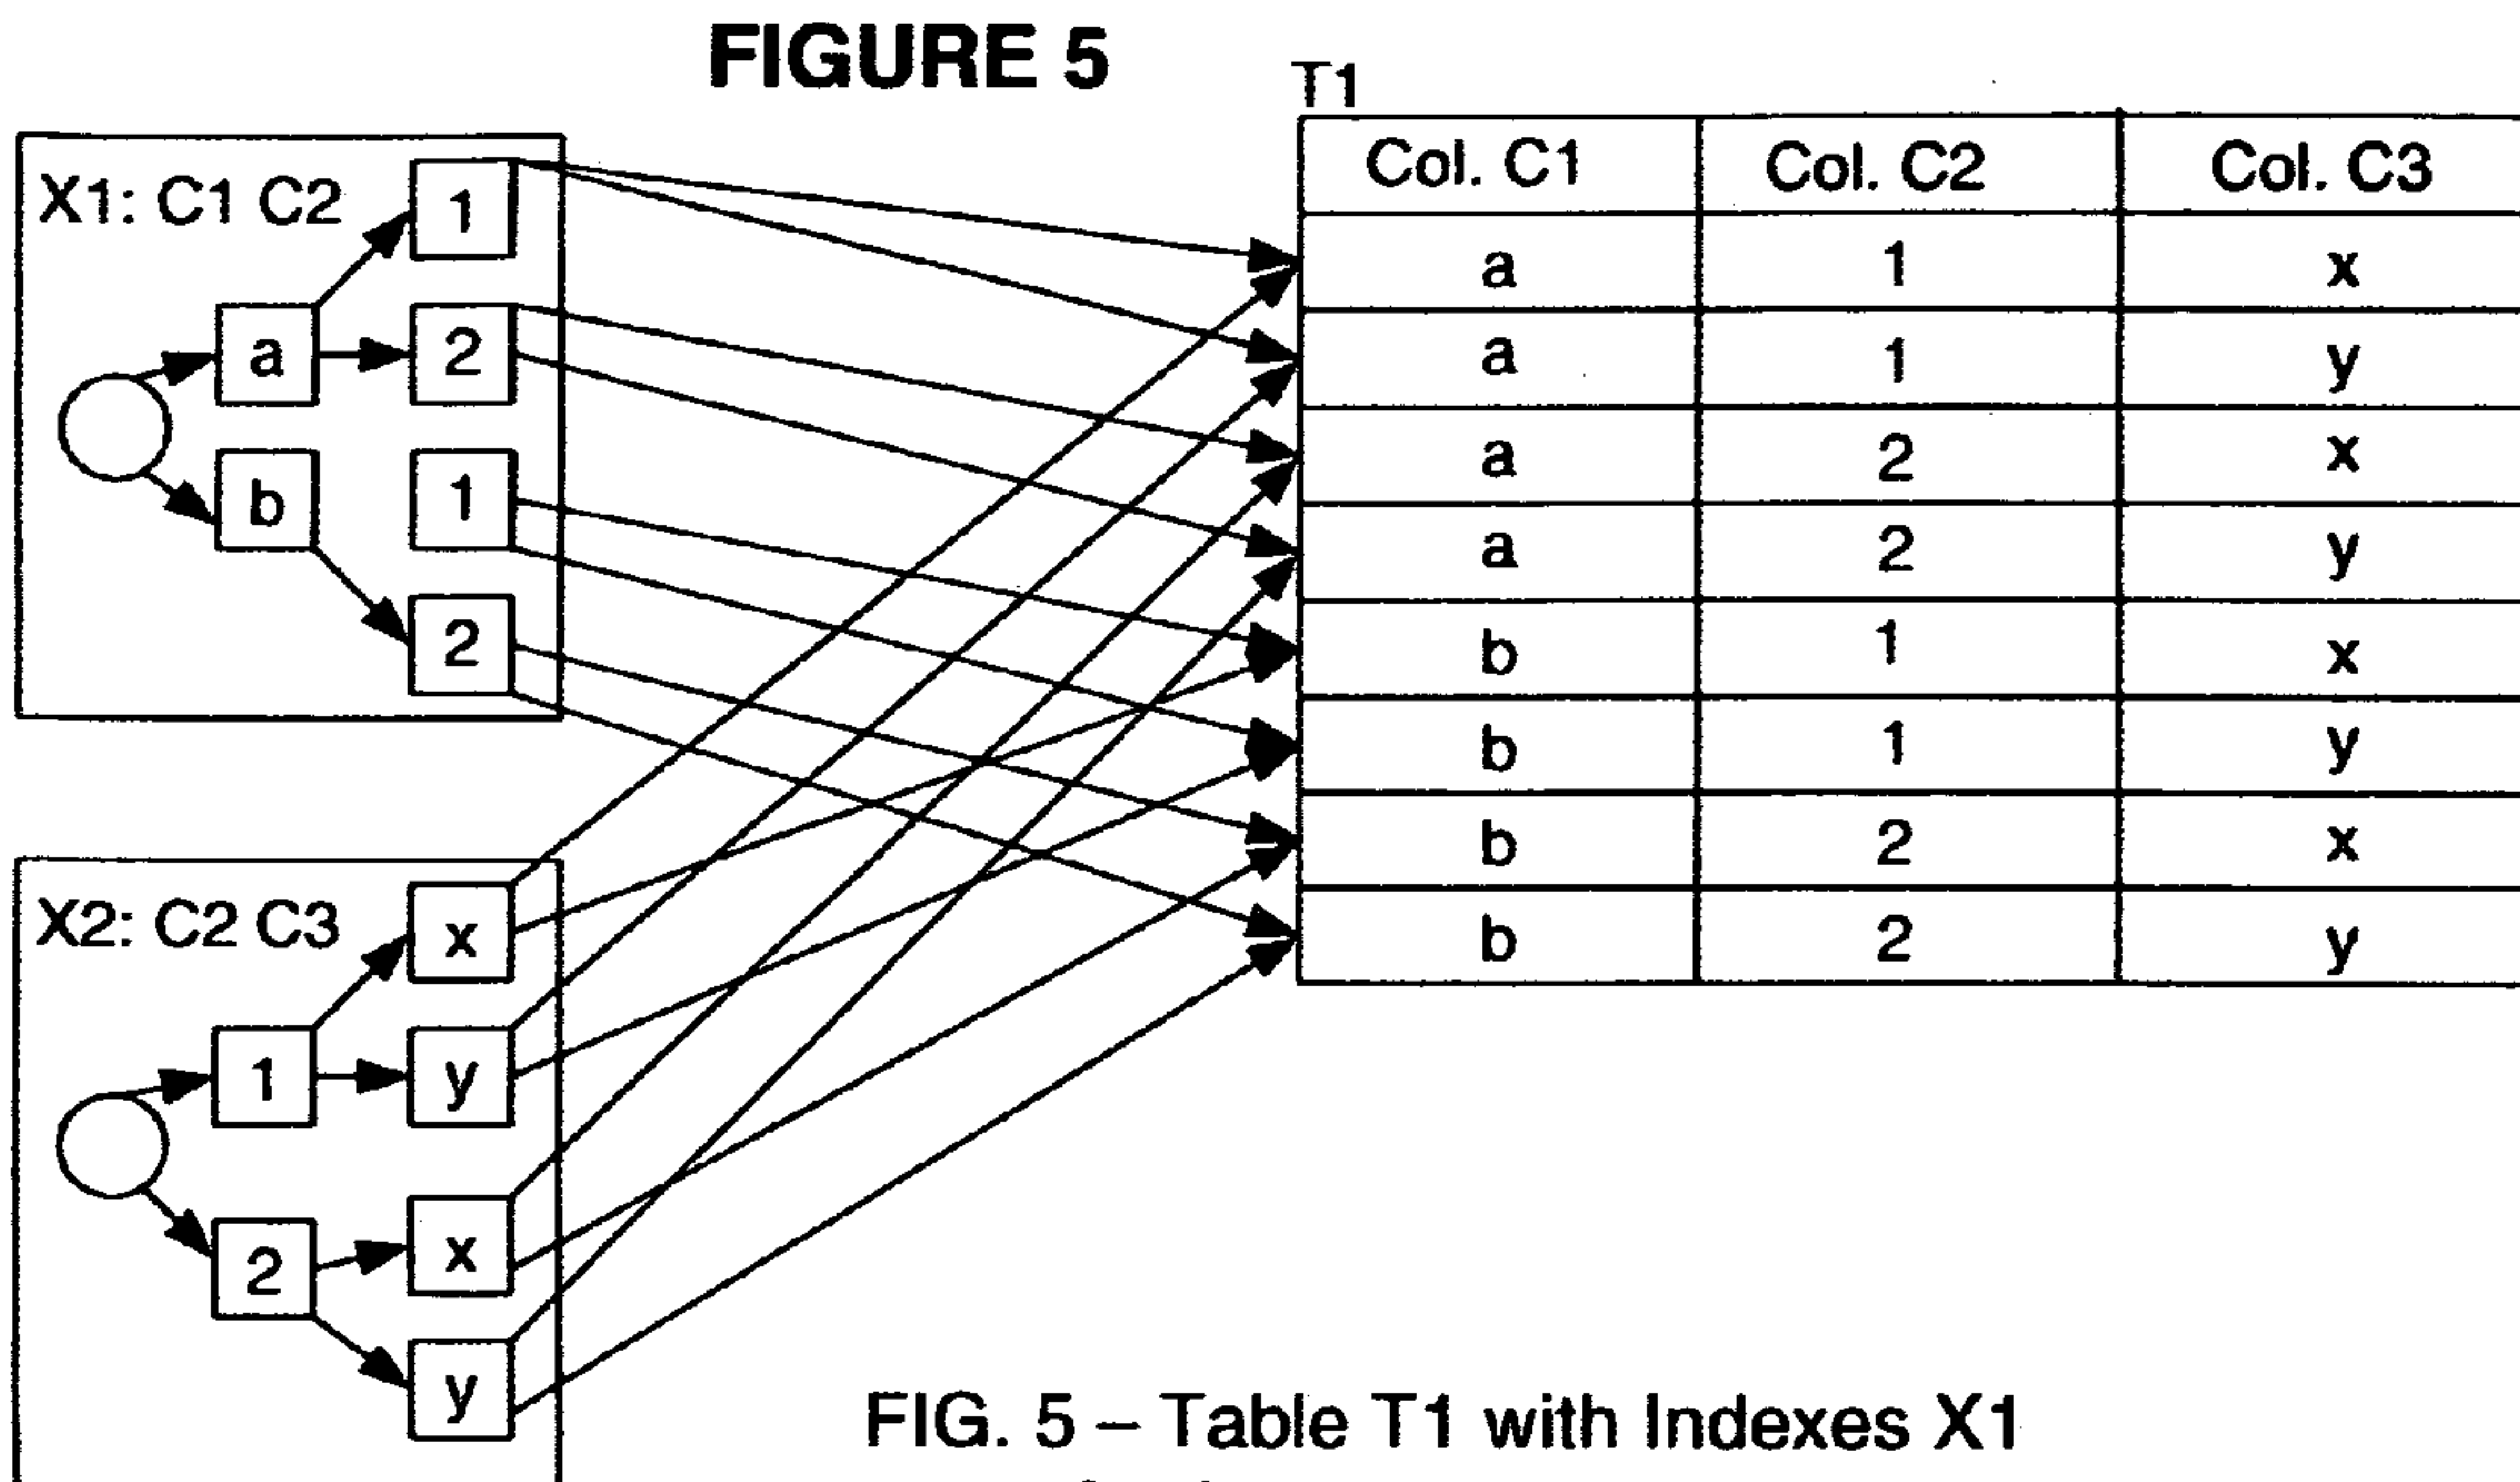 FIGURE 5
T1
X1: C1 C2
1
a
2
b
1
2
X2: C2 C3
x
1
y
2
x
y
Col. C1 Col. C2 Col. C3
a 1 x
a 1 y
a 2 x
a 2 y
b 1 x
b 1 y
b 2 x
b 2 y
FIG. 5 – Table T1 with Indexes X1